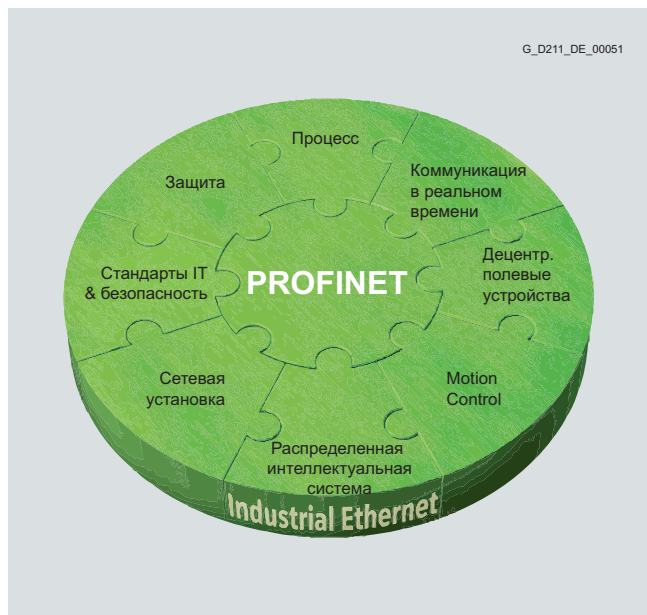 G_D211_DE_00051
Процесс
Коммуникация
в реальном
времени
Защита
Децентр.
полевые
устройства
Стандарты IT
& безопасность
PROFINET
Сетевая
установка
Motion
Control
Распределенная
интеллектуальная
система
Industrial Ethernet